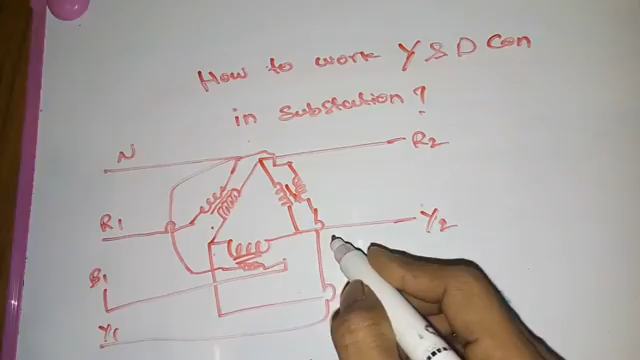 How to work Y & D Con
in Substation ?
N
R2
R1
Y2
B1
Y1